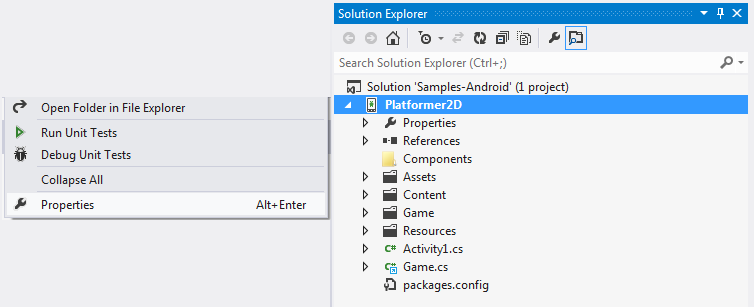 Open Folder in File Explorer
Run Unit Tests
Debug Unit Tests
Collapse All
Properties Alt+Enter
Solution Explorer
Search Solution Explorer (Ctrl+;)
Solution 'Samples-Android' (1 project)
Platformer2D
Properties
References
Components
Assets
Content
Game
Resources
C# Activity1.cs
C# Game.cs
packages.config